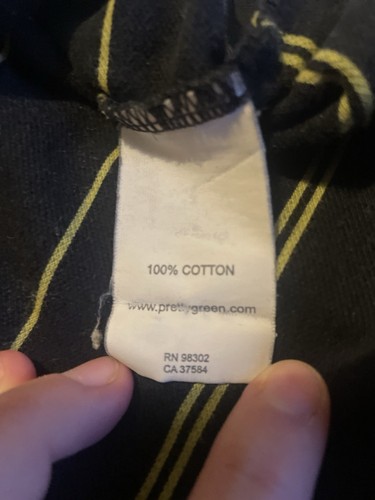 100% COTTON
www.prettygreen.com
RN 98302
CA 37584